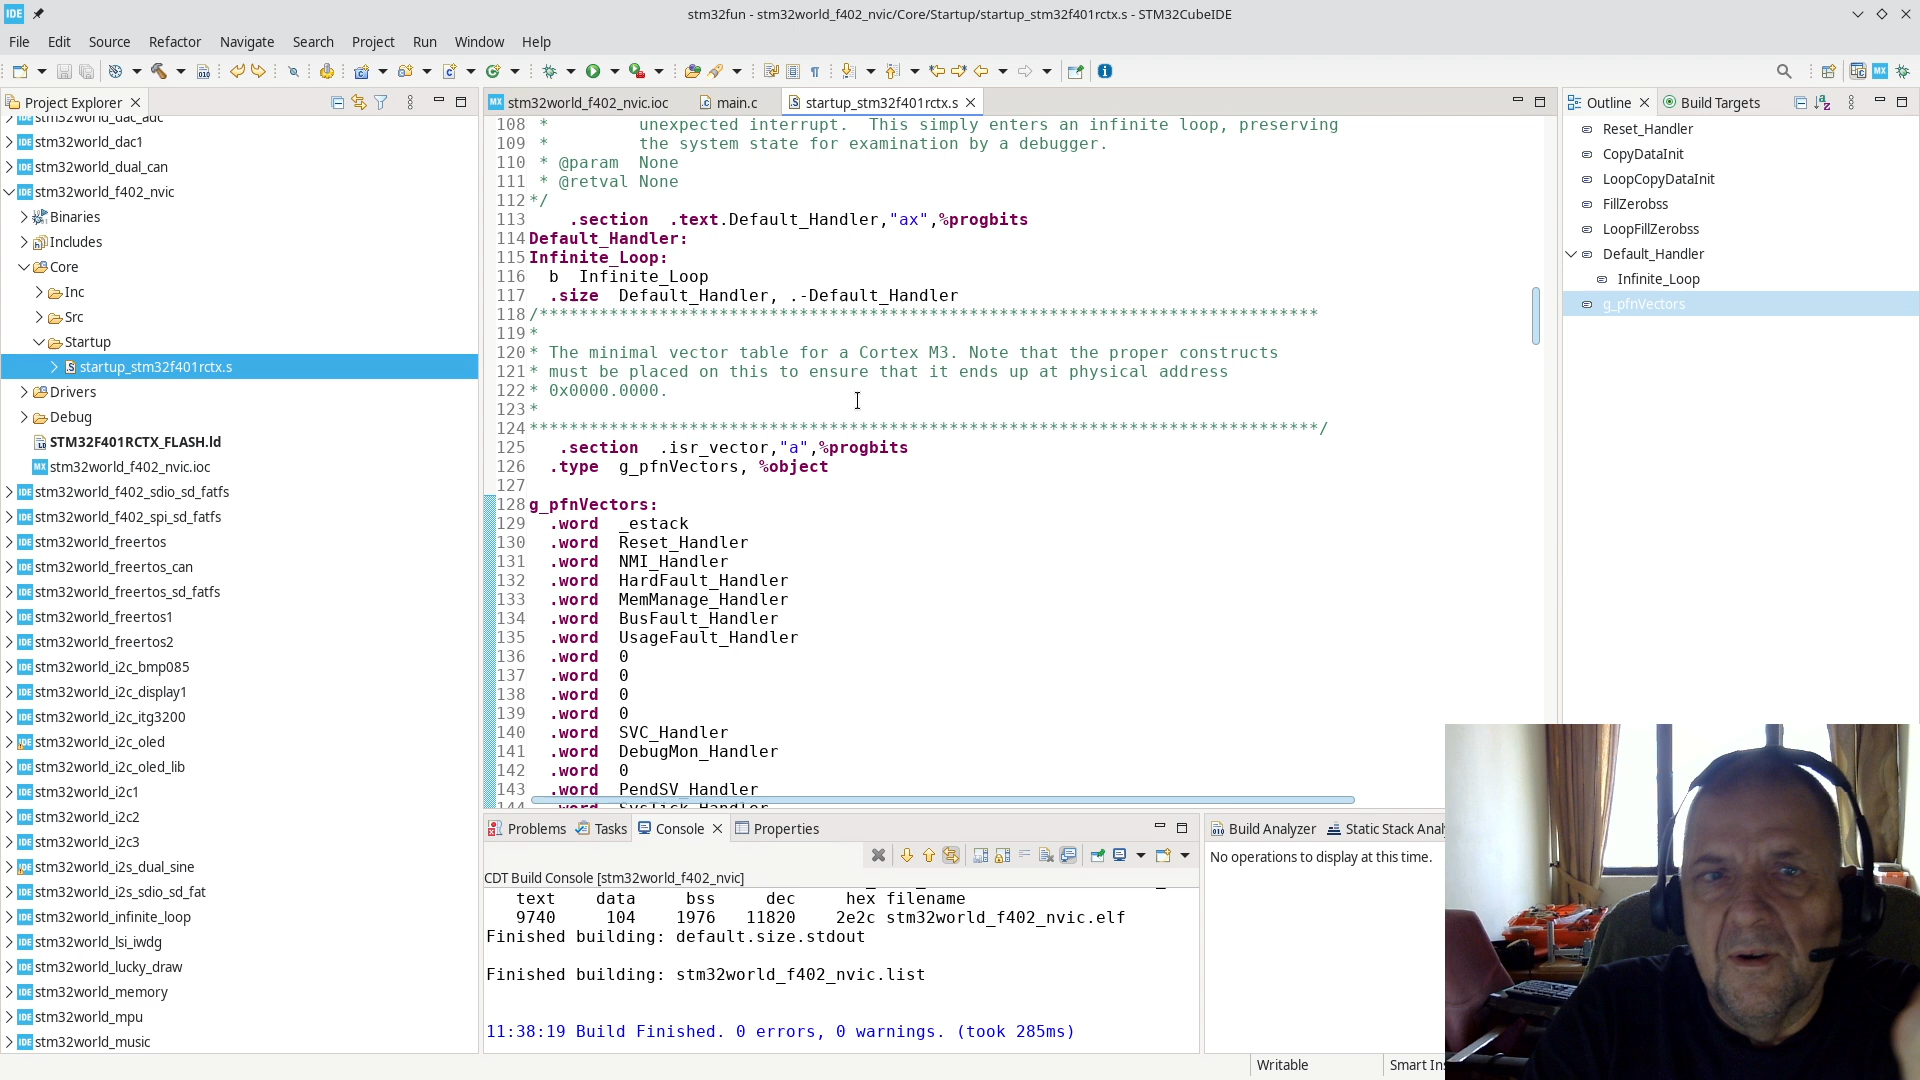 IDE
stm32fun - stm32world_f402_nvic/Core/Startup/startup_stm32f401rctx.s - STM32CubeIDE
File Edit Source Refactor Navigate Search Project Run Window Help
Project Explorer
stm32world_dac_adc
stm32world_dac1
stm32world_dual_can
stm32world_f402_nvic
Binaries
Includes
Core
Inc
Src
Startup
startup_stm32f401rctx.s
Drivers
Debug
STM32F401RCTX_FLASH.ld
stm32world_f402_nvic.ioc
stm32world_f402_sdio_sd_fatfs
stm32world_f402_spi_sd_fatfs
stm32world_freertos
stm32world_freertos_can
stm32world_freertos_sd_fatfs
stm32world_freertos1
stm32world_freertos2
stm32world_i2c_bmp085
stm32world_i2c_display1
stm32world_i2c_itg3200
stm32world_i2c_oled
stm32world_i2c_oled_lib
stm32world_i2c1
stm32world_i2c2
stm32world_i2c3
stm32world_i2s_dual_sine
stm32world_i2s_sdio_sd_fat
stm32world_infinite_loop
stm32world_lsi_iwdg
stm32world_lucky_draw
stm32world_memory
stm32world_mpu
stm32world_music
stm32world_f402_nvic.ioc main.c startup_stm32f401rctx.s
108 *         unexpected interrupt.  This simply enters an infinite loop, preserving
109 *         the system state for examination by a debugger.
110 * @param  None
111 * @retval None
112 */
113    .section  .text.Default_Handler,"ax",%progbits
114 Default_Handler:
115 Infinite_Loop:
116  b  Infinite_Loop
117  .size  Default_Handler, .-Default_Handler
118 /******************************************************************************
119 *
120 * The minimal vector table for a Cortex M3. Note that the proper constructs
121 * must be placed on this to ensure that it ends up at physical address
122 * 0x0000.0000.
123 *
124 *******************************************************************************/
125   .section  .isr_vector,"a",%progbits
126  .type  g_pfnVectors, %object
127
128 g_pfnVectors:
129  .word  _estack
130  .word  Reset_Handler
131  .word  NMI_Handler
132  .word  HardFault_Handler
133  .word  MemManage_Handler
134  .word  BusFault_Handler
135  .word  UsageFault_Handler
136  .word  0
137  .word  0
138  .word  0
139  .word  0
140  .word  SVC_Handler
141  .word  DebugMon_Handler
142  .word  0
143  .word  PendSV_Handler
144  .word  SysTick_Handler
Outline Build Targets
Reset_Handler
CopyDataInit
LoopCopyDataInit
FillZerobss
LoopFillZerobss
Default_Handler
Infinite_Loop
g_pfnVectors
Problems Tasks Console Properties
CDT Build Console [stm32world_f402_nvic]
text data bss dec hex filename
9740 104 1976 11820 2e2c stm32world_f402_nvic.elf
Finished building: default.size.stdout
Finished building: stm32world_f402_nvic.list
11:38:19 Build Finished. 0 errors, 0 warnings. (took 285ms)
Build Analyzer Static Stack Anal
No operations to display at this time.
Writable Smart Ins